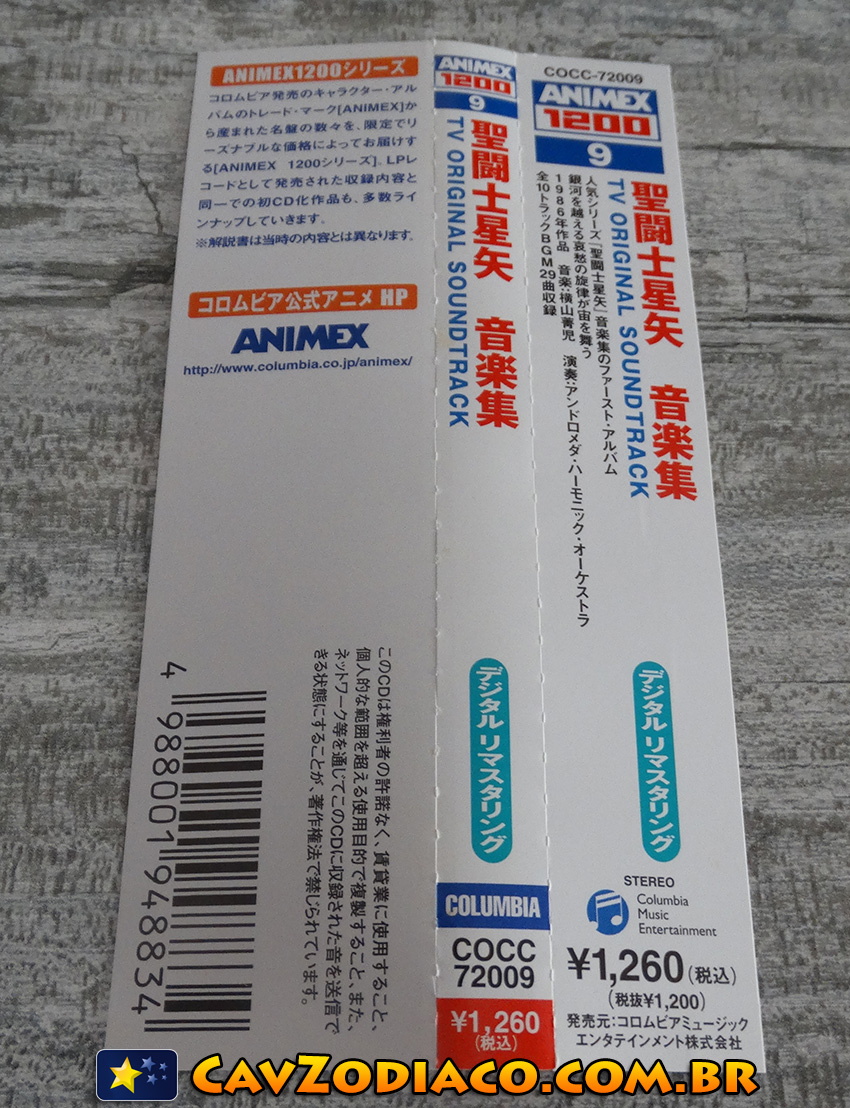 ANIMEX1200シリーズ
コロムビア発売のキャラクター・アル
バムのトレード・マーク[ANIMEX]か
ら産まれた名盤の数々を、限定でリ
ーズナブルな価格によってお届けす
る[ANIMEX 1200シリーズ]。LPレ
コードとして発売された収録内容と
同一での初CD化作品も、多数ライ
ンナップしていきます。
※解説書は当時の内容とは異なります。
コロムビア公式アニメ HP
ANIMEX
http://www.columbia.co.jp/animex/
このCDは権利者の許諾なく、賃貸業に使用すること、
個人的な範囲を超える使用目的で複製すること、また、
ネットワーク等を通じてこのCDに収録された音を送信で
きる状態にすることが、著作権法で禁じられています。
4 988001 948834
ANIMEX
1200
9
聖闘士星矢 音楽集
TV ORIGINAL SOUNDTRACK
デジタルリマスタリング
COLUMBIA
COCC
72009
¥1,260
(税込)
COCC-72009
ANIMEX
1200
9
聖闘士星矢 音楽集
TV ORIGINAL SOUNDTRACK
人気シリーズ「聖闘士星矢」音楽集のファースト・アルバム
銀河を越える哀愁の旋律が宙を舞う
1986年作品 音楽:横山菁児 演奏:アンドロメダ・ハーモニック・オーケストラ
全10トラックBGM29曲収録
デジタルリマスタリング
STEREO
Columbia
Music
Entertainment
¥1,260(税込)
(税抜¥1,200)
発売元:コロムビアミュージック
エンタテインメント株式会社
CavZodiaco.com.br